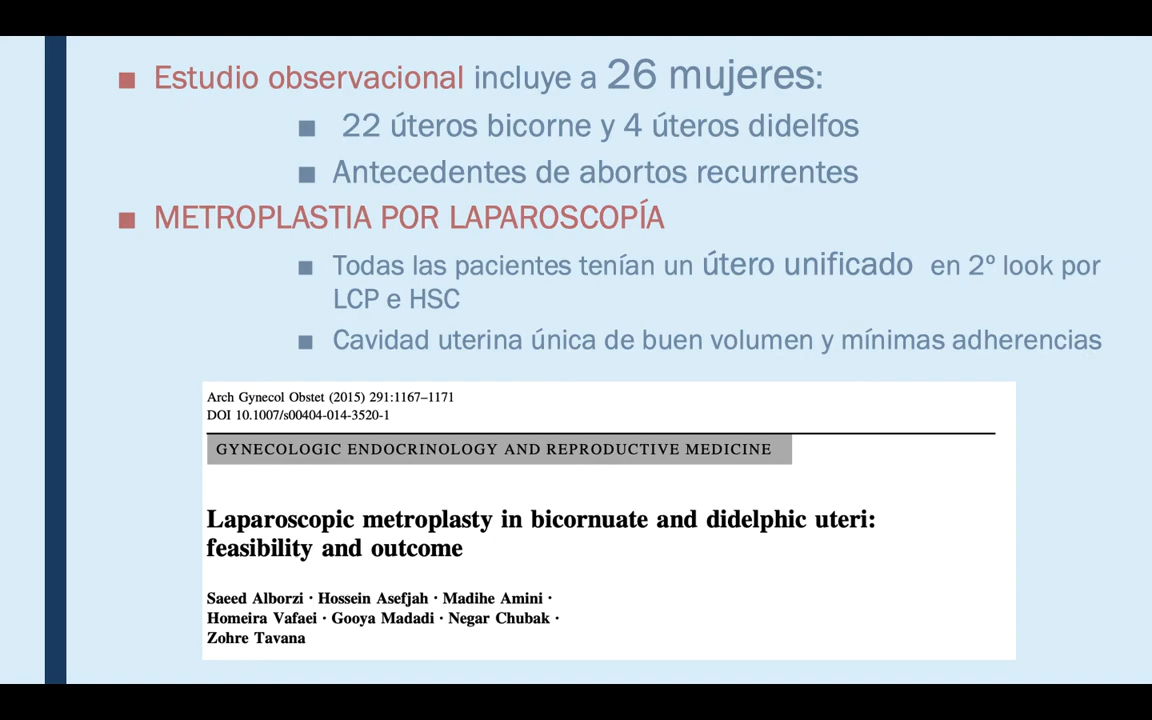 Estudio observacional incluye a 26 mujeres:
22 úteros bicorne y 4 úteros didelfos
Antecedentes de abortos recurrentes
METROPLASTIA POR LAPAROSCOPÍA
Todas las pacientes tenían un útero unificado en 2º look por
LCP e HSC
Cavidad uterina única de buen volumen y mínimas adherencias
Arch Gynecol Obstet (2015) 291:1167–1171
DOI 10.1007/s00404-014-3520-1
GYNECOLOGIC ENDOCRINOLOGY AND REPRODUCTIVE MEDICINE
Laparoscopic metroplasty in bicornuate and didelphic uteri:
feasibility and outcome
Saeed Alborzi · Hossein Asefjah · Madihe Amini ·
Homeira Vafaei · Gooya Madadi · Negar Chubak ·
Zohre Tavana